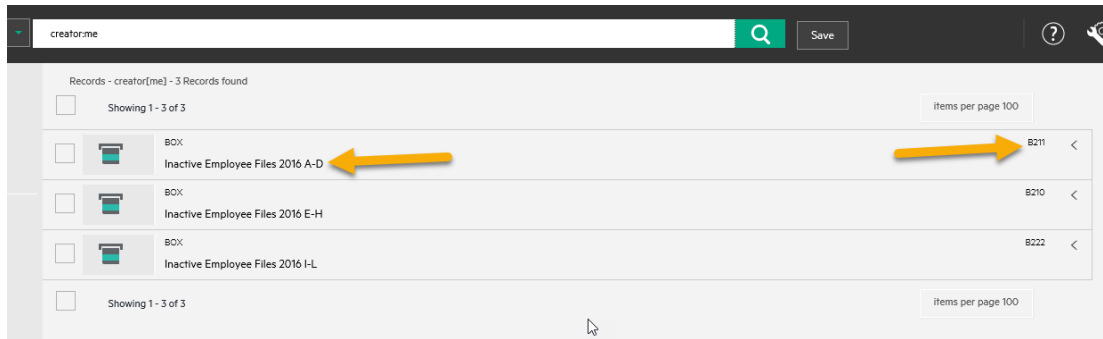 creator:me
Save
?
Records - creator[me] - 3 Records found
Showing 1 - 3 of 3
items per page 100
BOX
B211
Inactive Employee Files 2016 A-D
BOX
B210
Inactive Employee Files 2016 E-H
BOX
B222
Inactive Employee Files 2016 I-L
Showing 1 - 3 of 3
items per page 100